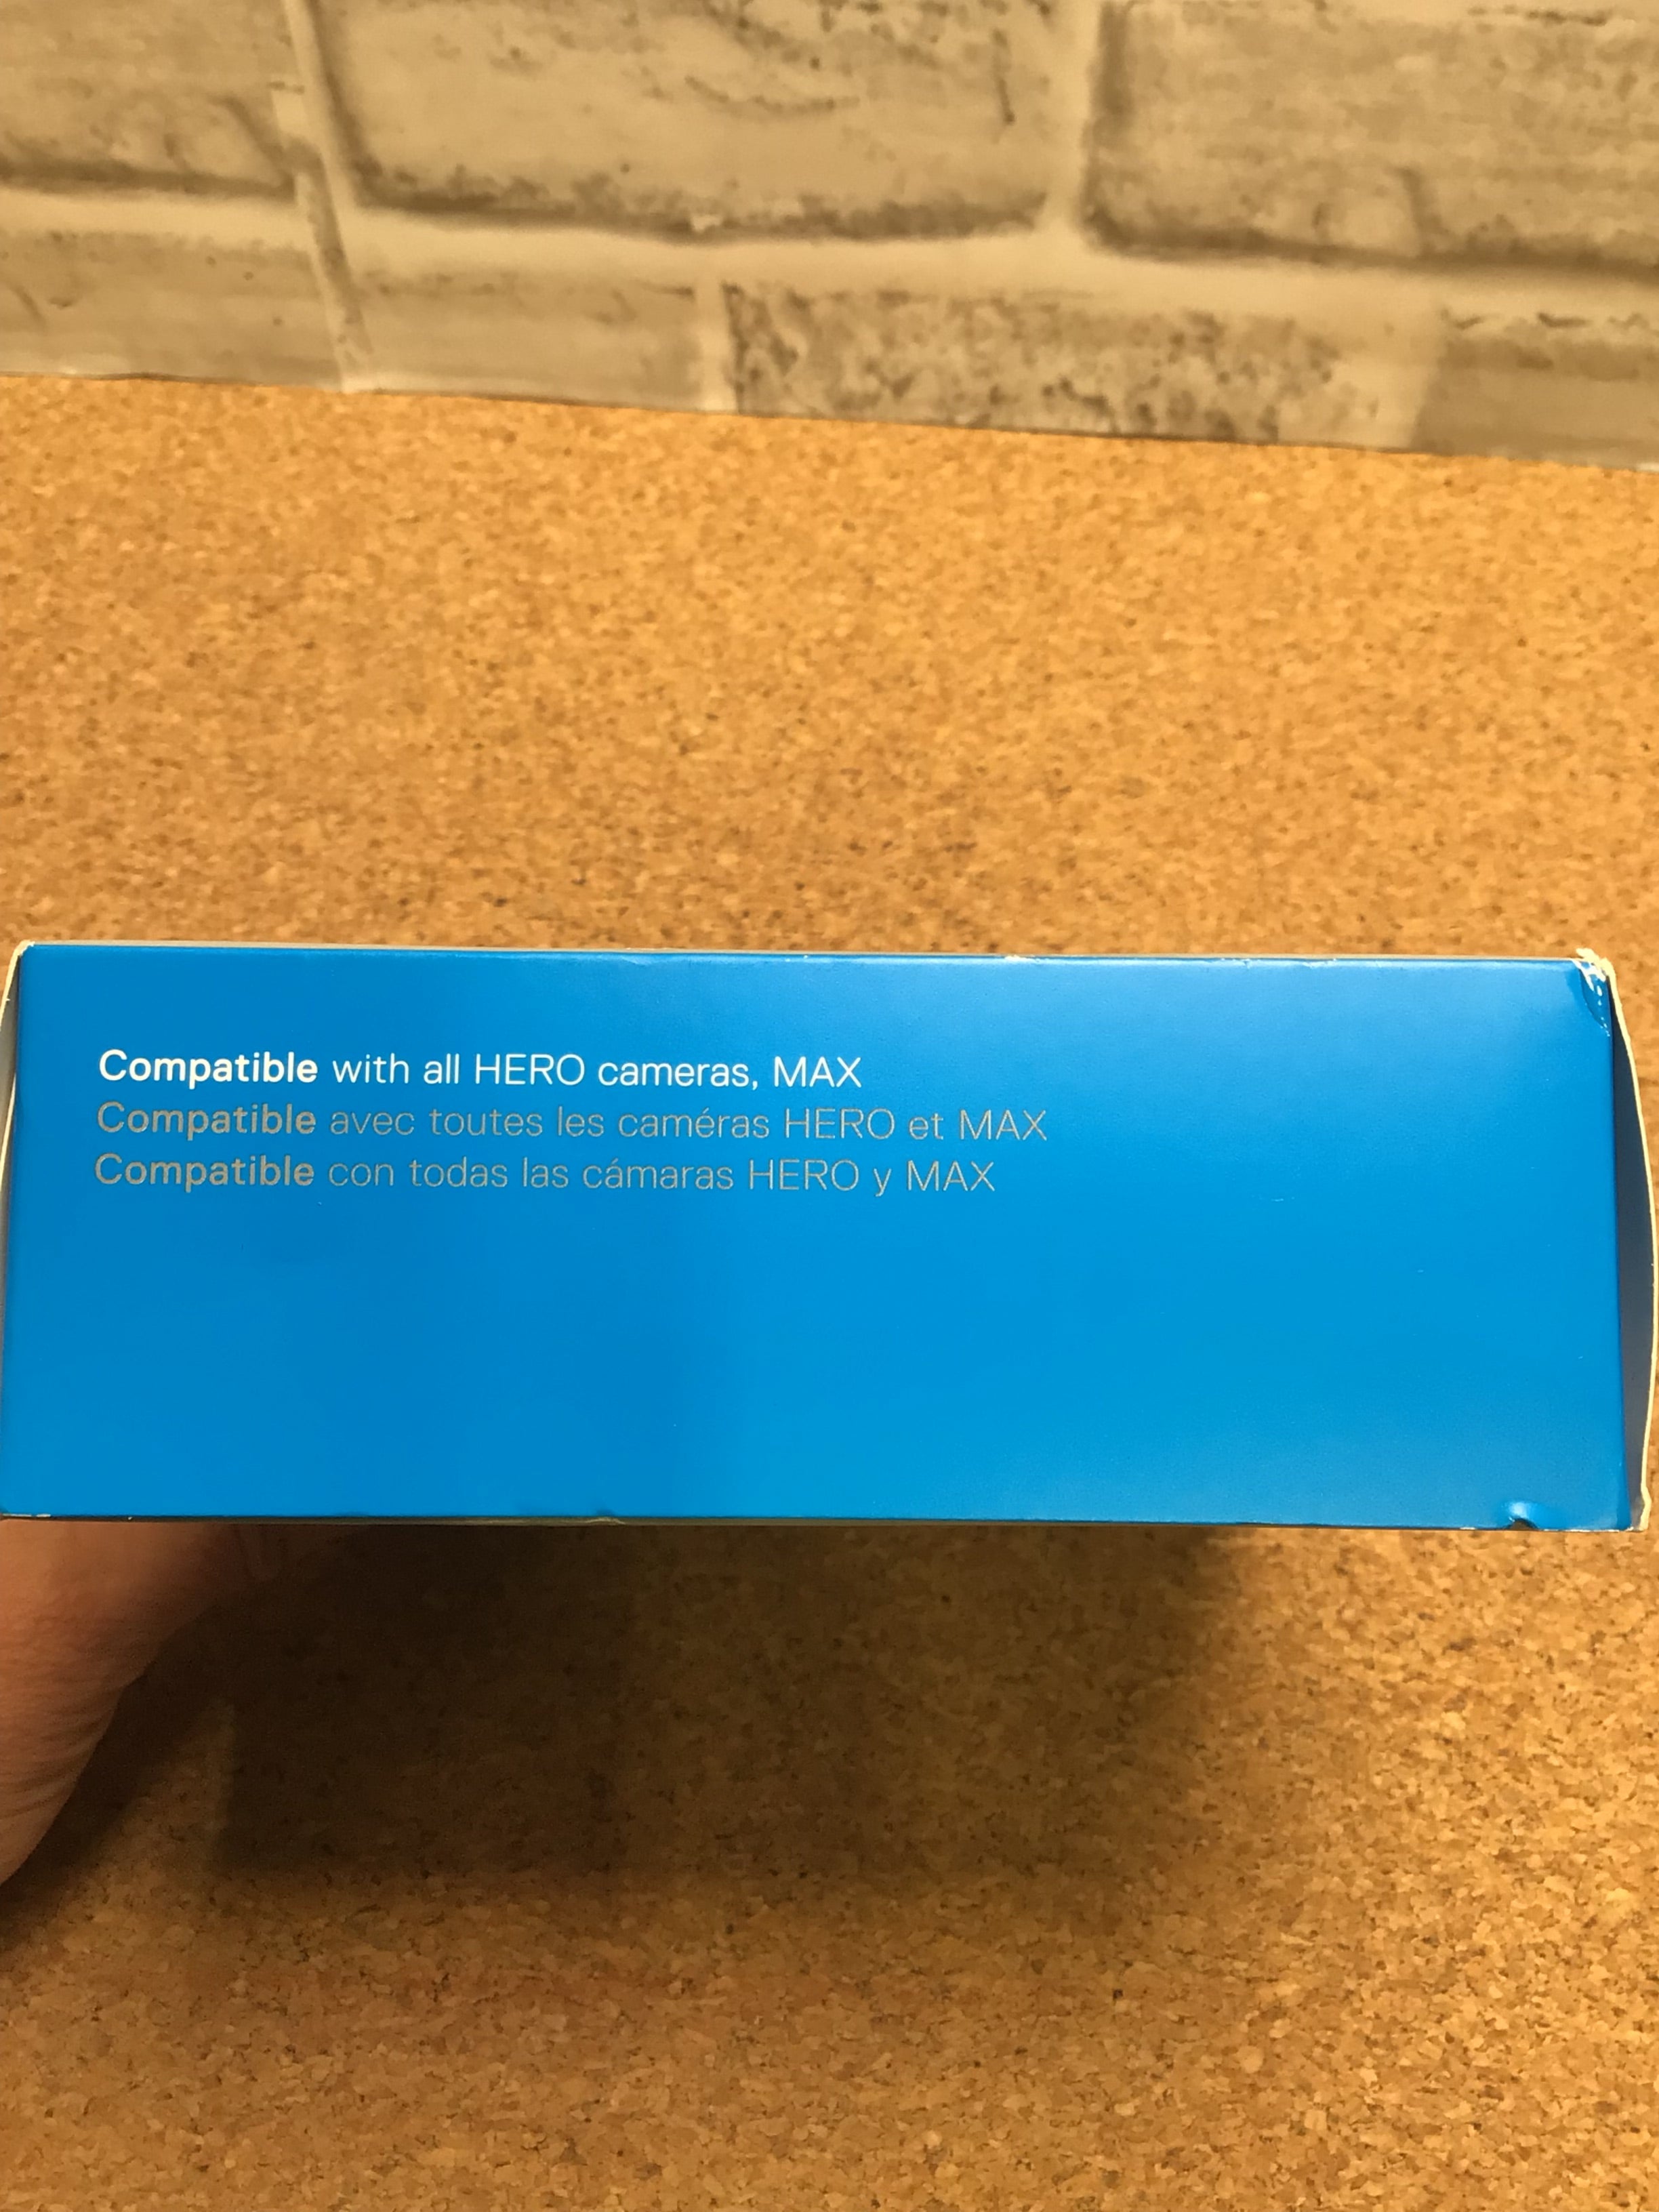 Compatible with all HERO cameras, MAX
Compatible avec toutes les caméras HERO et MAX
Compatible con todas las cámaras HERO y MAX